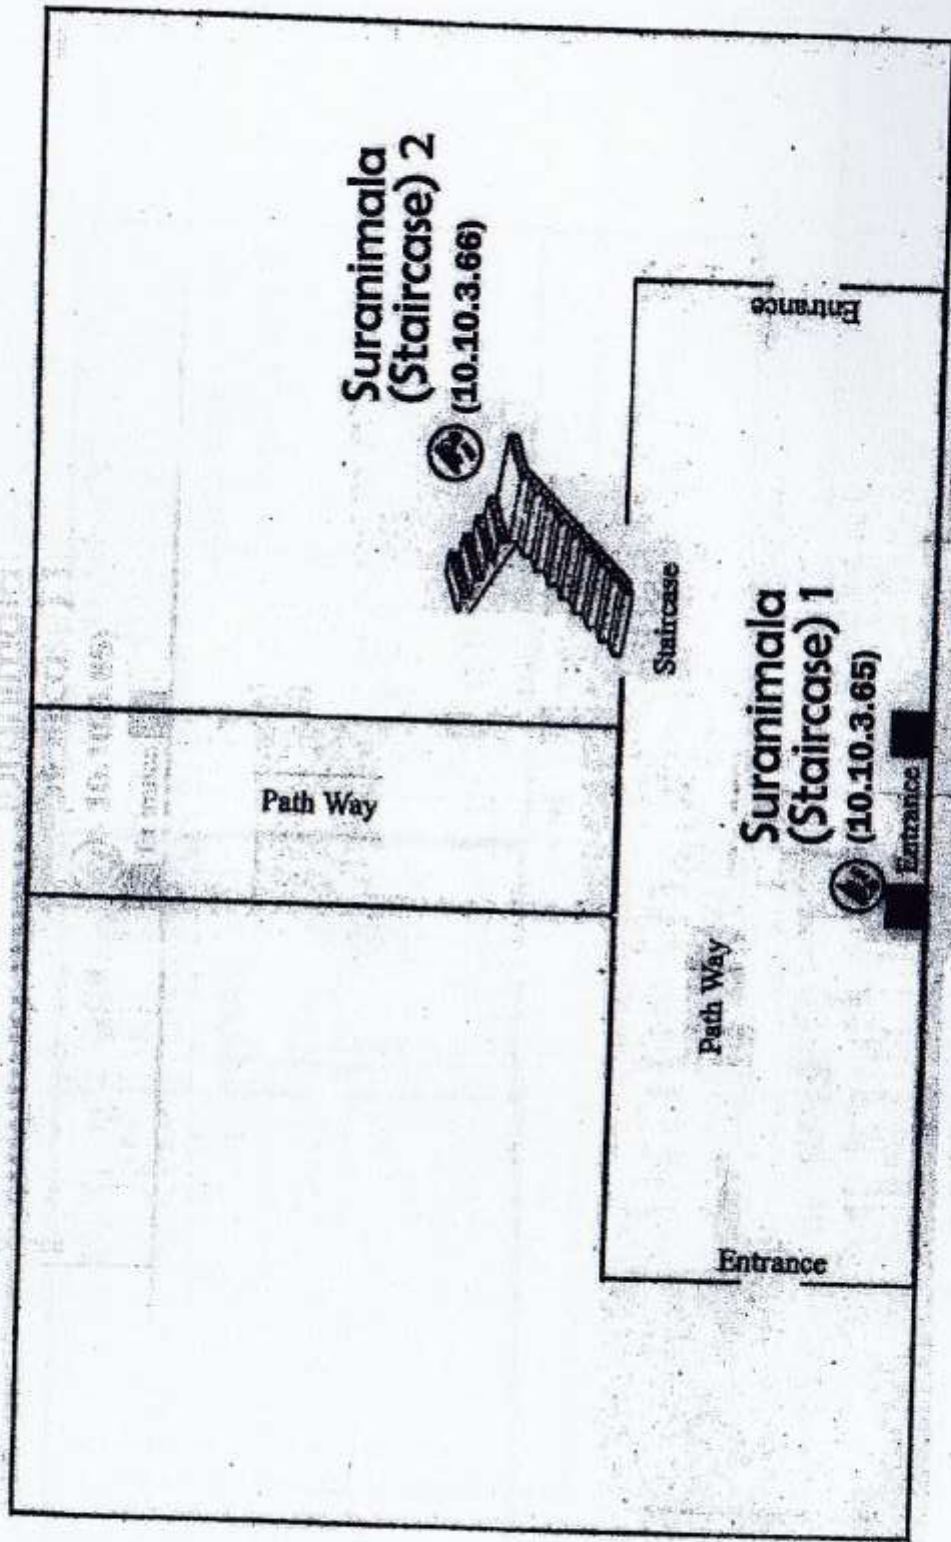 Suranimala
(Staircase) 2
(10.10.3.66)
Entrance
Staircase
Path Way
Suranimala
(Staircase) 1
(10.10.3.65)
Entrance
Path Way
Entrance